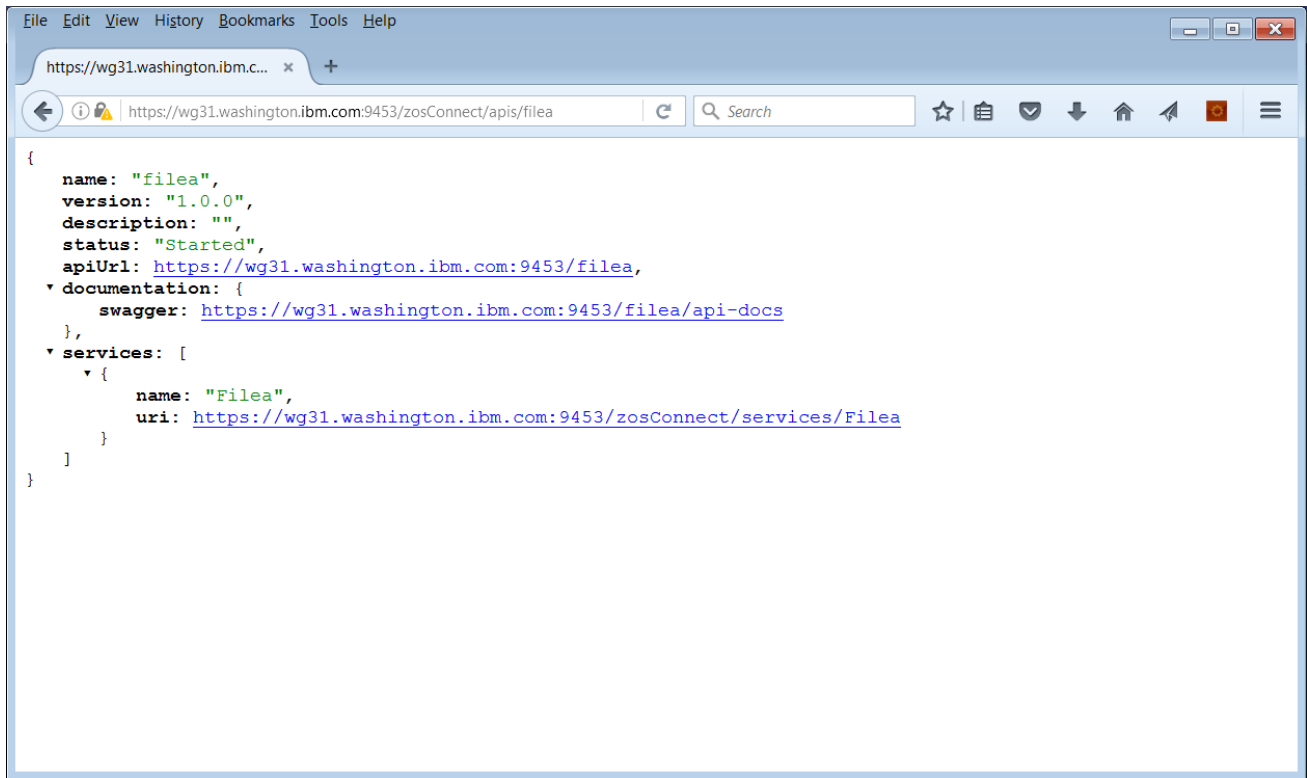 File Edit View History Bookmarks Tools Help
https://wg31.washington.ibm.c... × +
https://wg31.washington.ibm.com:9453/zosConnect/apis/filea Search
{
name: "filea",
version: "1.0.0",
description: "",
status: "Started",
apiUrl: https://wg31.washington.ibm.com:9453/filea,
documentation: {
swagger: https://wg31.washington.ibm.com:9453/filea/api-docs
},
services: [
{
name: "Filea",
uri: https://wg31.washington.ibm.com:9453/zosConnect/services/Filea
}
]
}